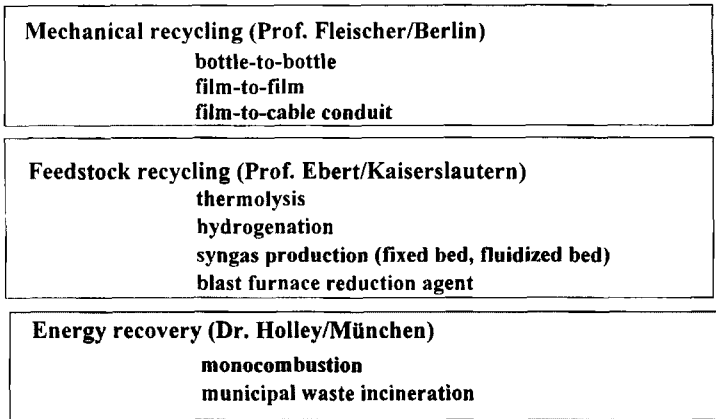 Mechanical recycling (Prof. Fleischer/Berlin)
bottle-to-bottle
film-to-film
film-to-cable conduit
Feedstock recycling (Prof. Ebert/Kaiserslautern)
thermolysis
hydrogenation
syngas production (fixed bed, fluidized bed)
blast furnace reduction agent
Energy recovery (Dr. Holley/München)
monocombustion
municipal waste incineration